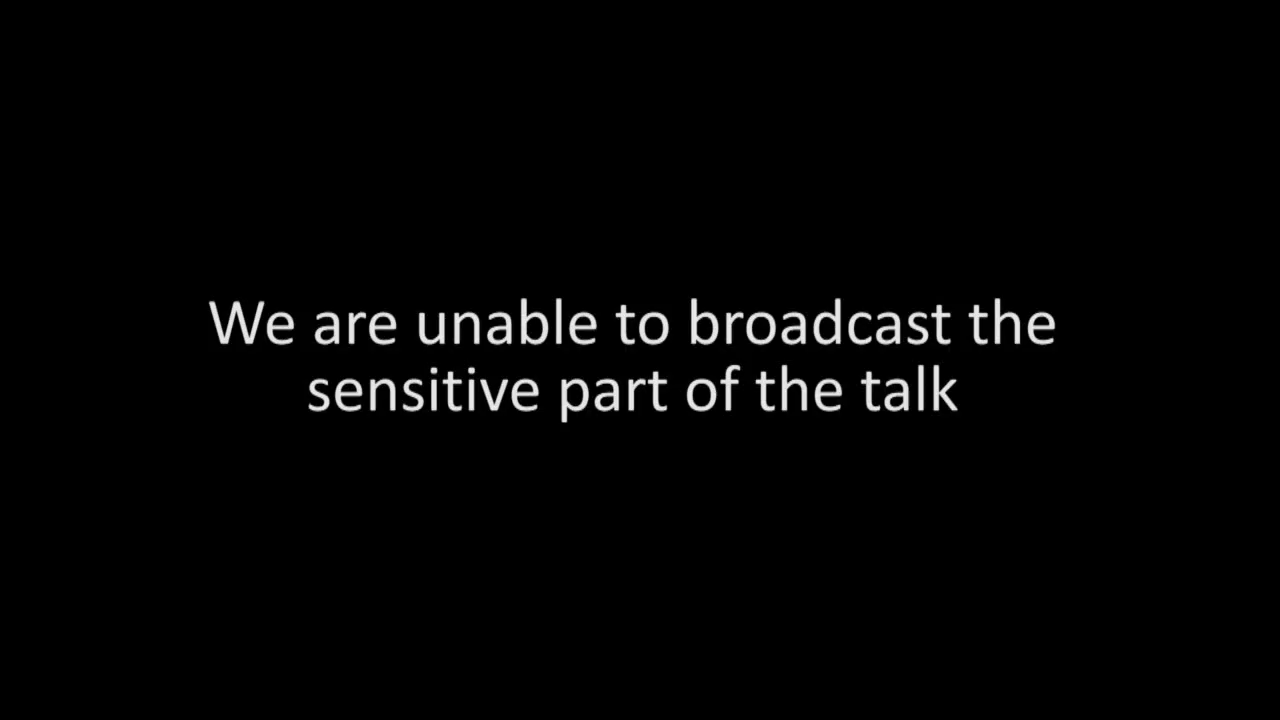 We are unable to broadcast the
sensitive part of the talk